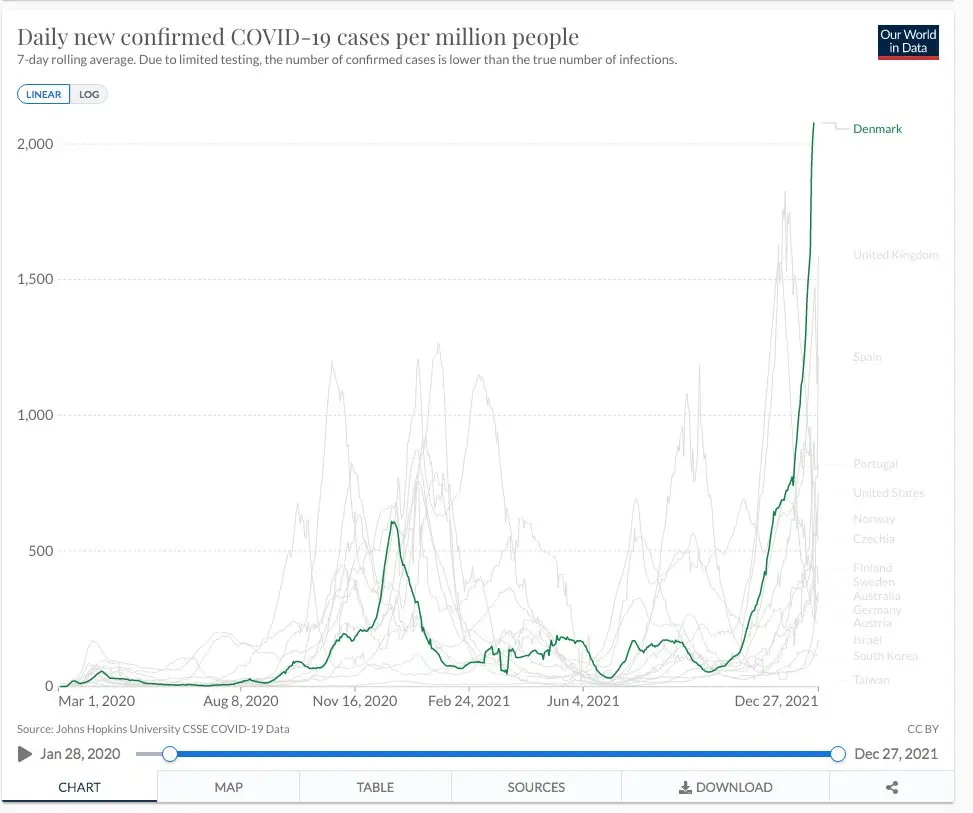 Daily new confirmed COVID-19 cases per million people
7-day rolling average. Due to limited testing, the number of confirmed cases is lower than the true number of infections.
Our World
in Data
LINEAR LOG
2,000
1,500
1,000
500
0
Denmark
United Kingdom
Spain
Portugal
United States
Norway
Czechia
Finland
Sweden
Australia
Germany
Austria
Israel
South Korea
Taiwan
Mar 1, 2020 Aug 8, 2020 Nov 16, 2020 Feb 24, 2021 Jun 4, 2021 Dec 27, 2021
Source: Johns Hopkins University CSSE COVID-19 Data CC BY
Jan 28, 2020 Dec 27, 2021
CHART MAP TABLE SOURCES DOWNLOAD